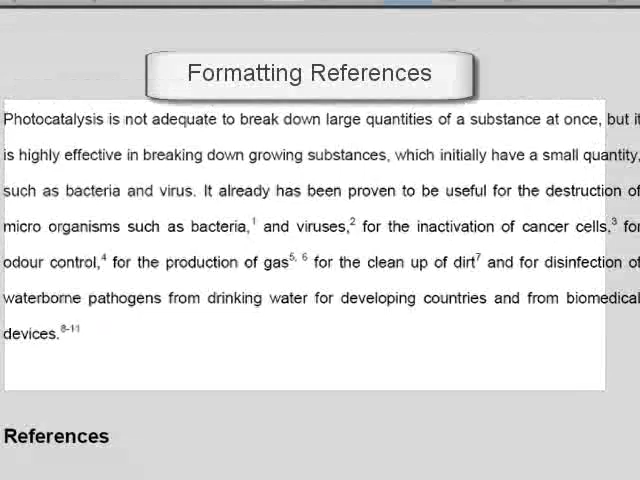 Formatting References
Photocatalysis is not adequate to break down large quantities of a substance at once, but it
is highly effective in breaking down growing substances, which initially have a small quantity,
such as bacteria and virus. It already has been proven to be useful for the destruction of
micro organisms such as bacteria,¹ and viruses,² for the inactivation of cancer cells,³ for
odour control,⁴ for the production of gas⁵, ⁶ for the clean up of dirt⁷ and for disinfection of
waterborne pathogens from drinking water for developing countries and from biomedical
devices.⁸⁻¹¹
References